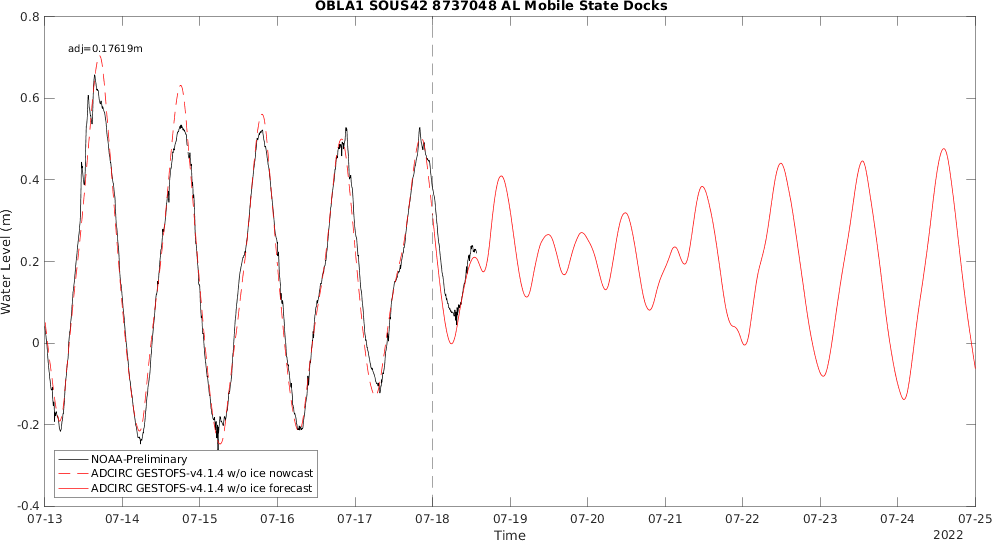 OBLA1 SOUS42 8737048 AL Mobile State Docks
adj=0.17619m
Water Level (m)
0.8
0.6
0.4
0.2
0
-0.2
-0.4
NOAA-Preliminary
ADCIRC GESTOFS-v4.1.4 w/o ice nowcast
ADCIRC GESTOFS-v4.1.4 w/o ice forecast
07-13 07-14 07-15 07-16 07-17 07-18 07-19 07-20 07-21 07-22 07-23 07-24 07-25
Time
2022